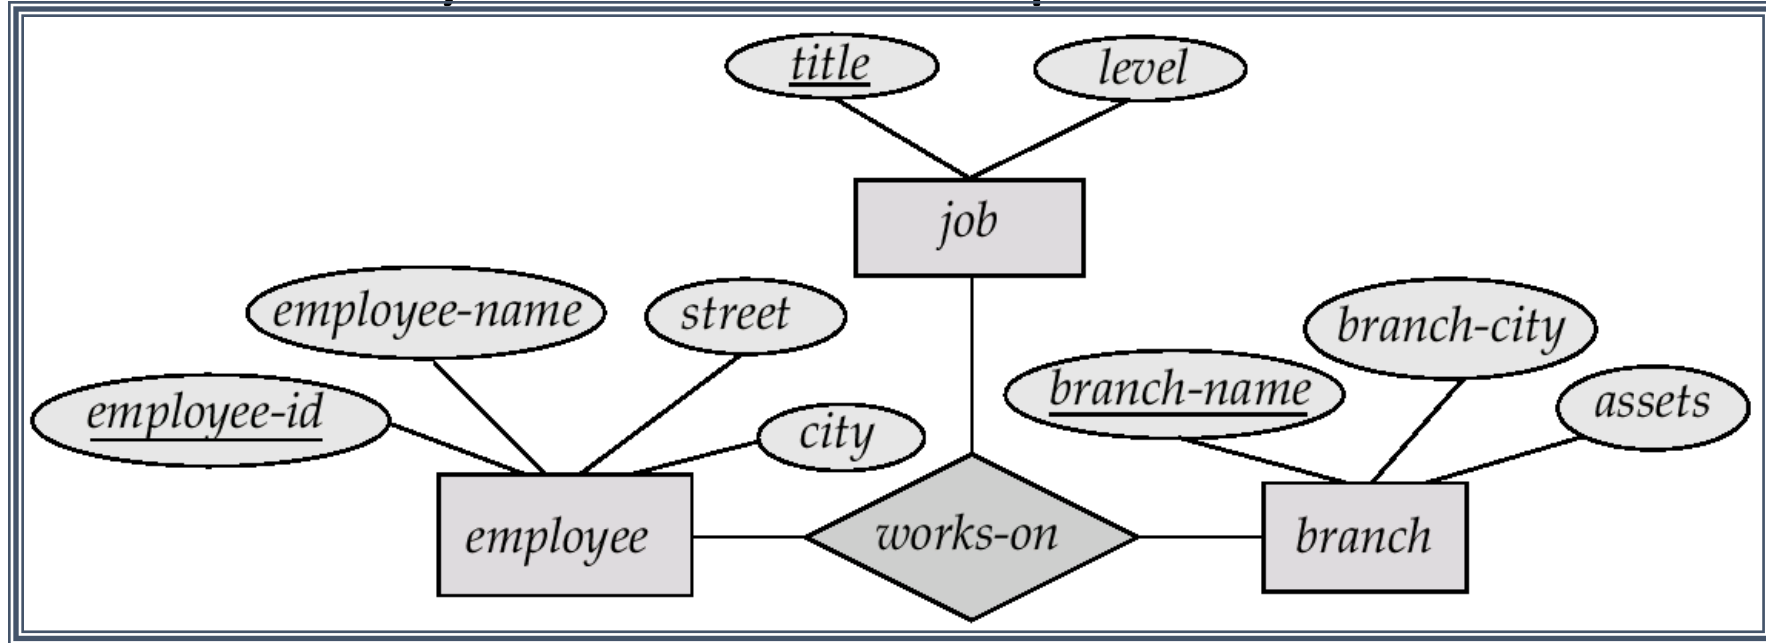 title
level
job
employee-name
street
branch-city
employee-id
branch-name
assets
city
employee
works-on
branch